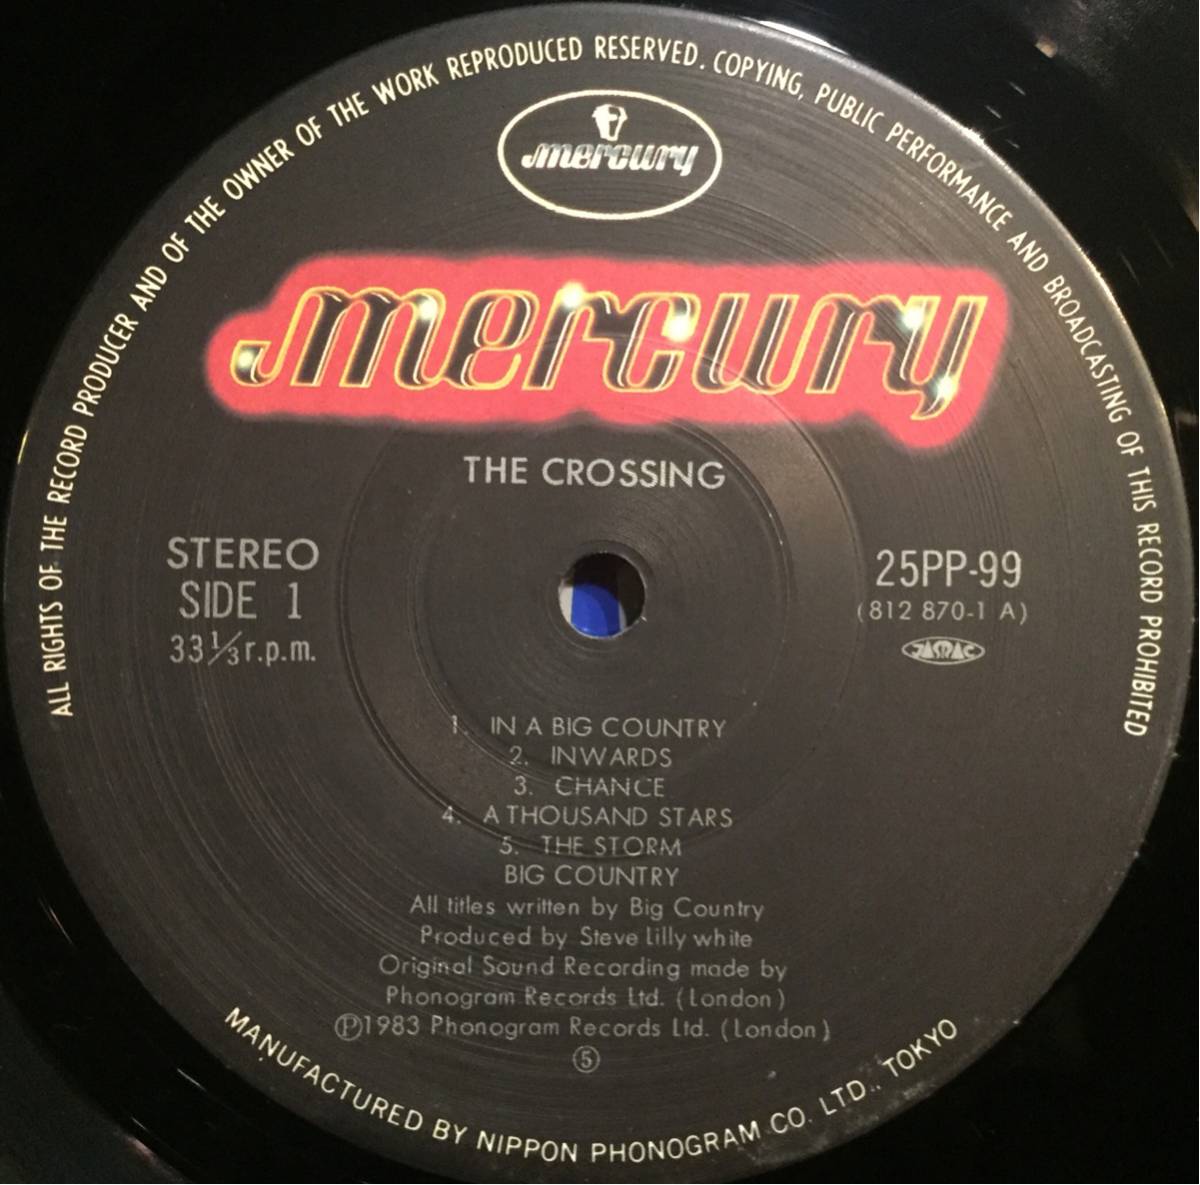 ALL RIGHTS OF THE RECORD PRODUCER AND OF THE OWNER OF THE WORK REPRODUCED RESERVED. COPYING, PUBLIC PERFORMANCE AND BROADCASTING OF THIS RECORD PROHIBITED
mercury
mercury
THE CROSSING
STEREO
SIDE 1
33 1/3 r.p.m.
25PP-99
(812 870-1 A)
JASRAC
1. IN A BIG COUNTRY
2. INWARDS
3. CHANCE
4. A THOUSAND STARS
5. THE STORM
BIG COUNTRY
All titles written by Big Country
Produced by Steve Lilly white
Original Sound Recording made by
Phonogram Records Ltd. (London)
Ⓟ1983 Phonogram Records Ltd. (London)
⑤
MANUFACTURED BY NIPPON PHONOGRAM CO. LTD., TOKYO